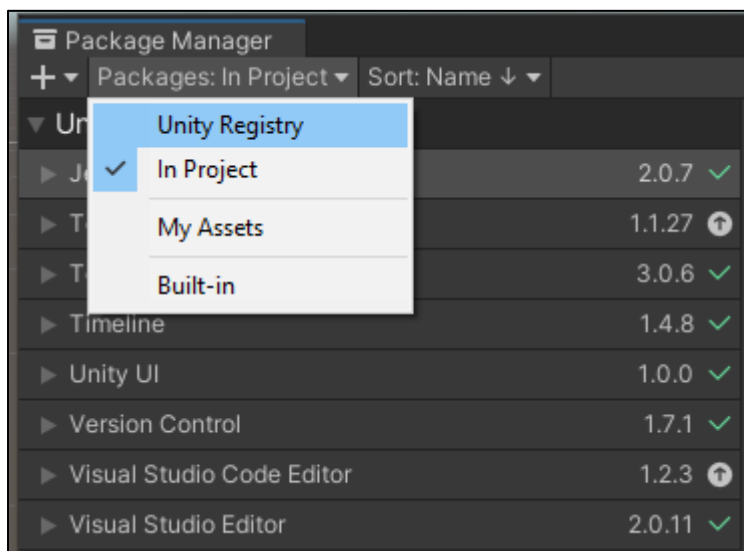 Package Manager
+ Packages: In Project Sort: Name ↓
Unity Registry
In Project
My Assets
Built-in
2.0.7
1.1.27
3.0.6
Timeline 1.4.8
Unity UI 1.0.0
Version Control 1.7.1
Visual Studio Code Editor 1.2.3
Visual Studio Editor 2.0.11